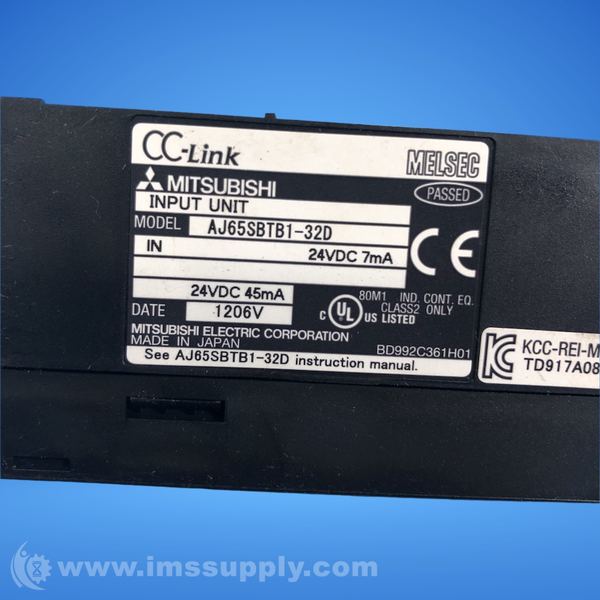 CC-Link MELSEC
MITSUBISHI PASSED
INPUT UNIT
MODEL AJ65SBTB1-32D
IN 24VDC 7mA
CE
24VDC 45mA
80M1 IND. CONT. EQ.
CLASS2 ONLY
C UL US LISTED
DATE 1206V
MITSUBISHI ELECTRIC CORPORATION
MADE IN JAPAN BD992C361H01
See AJ65SBTB1-32D instruction manual.
KCC-REI-M
TD917A08
www.imssupply.com